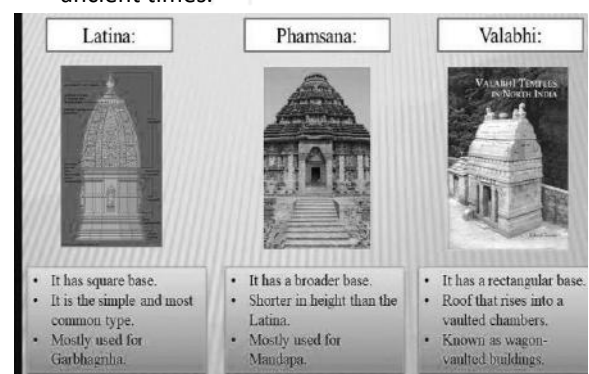 ancient times.
Latina:
Phamsana:
Valabhi:
VALABHI TEMPLES
IN NORTH INDIA
• It has square base.
• It is the simple and most
common type.
• Mostly used for
Garbhagriha.
• It has a broader base.
• Shorter in height than the
Latina.
• Mostly used for
Mandapa.
• It has a rectangular base.
• Roof that rises into a
vaulted chambers.
• Known as wagon-
vaulted buildings.